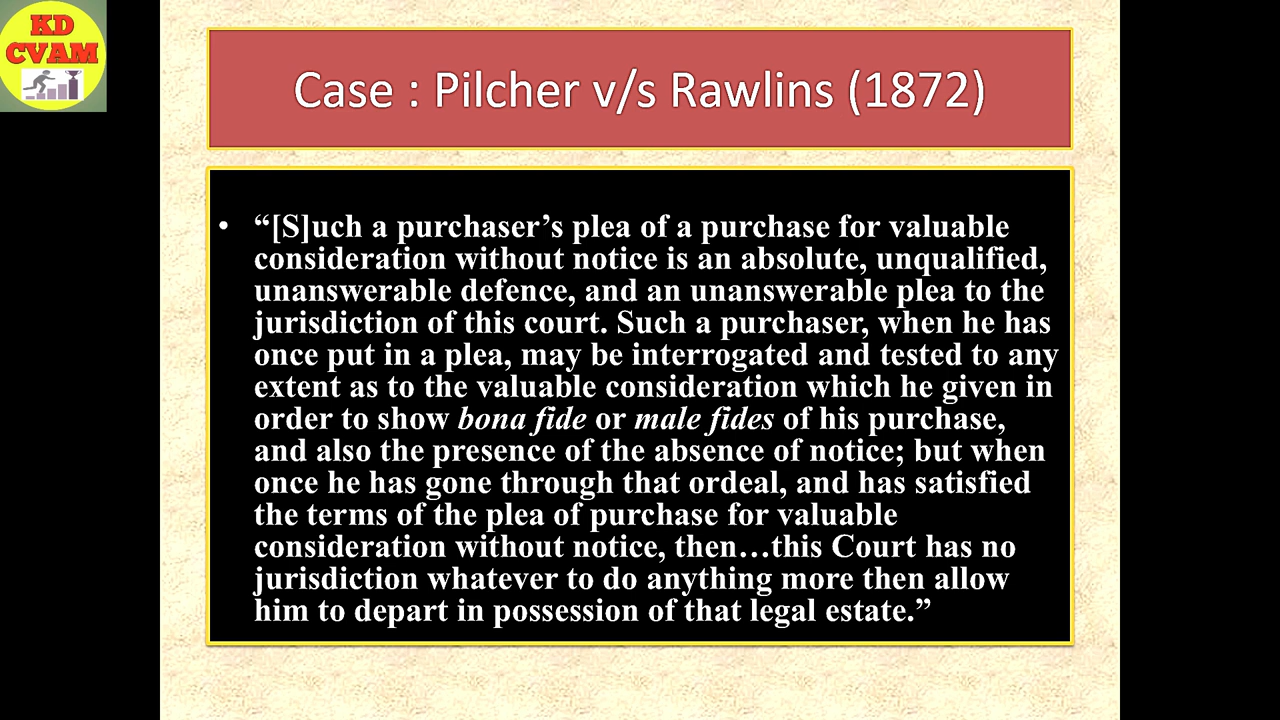 KD
CVAM
Case : Pilcher v/s Rawlins (1872)
• “[S]uch a purchaser’s plea of a purchase for valuable
consideration without notice is an absolute, unqualified,
unanswerable defence, and an unanswerable plea to the
jurisdiction of this court. Such a purchaser, when he has
once put in a plea, may be interrogated and tested to any
extent as to the valuable consideration which he given in
order to show bona fide or male fides of his purchase,
and also the presence of the absence of notice; but when
once he has gone through that ordeal, and has satisfied
the terms of the plea of purchase for valuable
consideration without notice, then…this Court has no
jurisdiction whatever to do anything more then allow
him to depart in possession of that legal estate.”